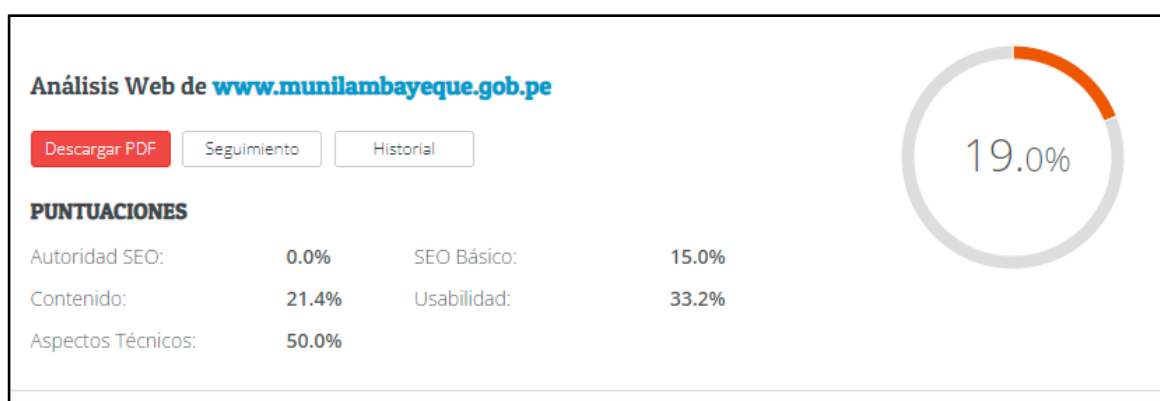 Análisis Web de www.munilambayeque.gob.pe
Descargar PDF Seguimiento Historial
19.0%
PUNTUACIONES
Autoridad SEO: 0.0% SEO Básico: 15.0%
Contenido: 21.4% Usabilidad: 33.2%
Aspectos Técnicos: 50.0%